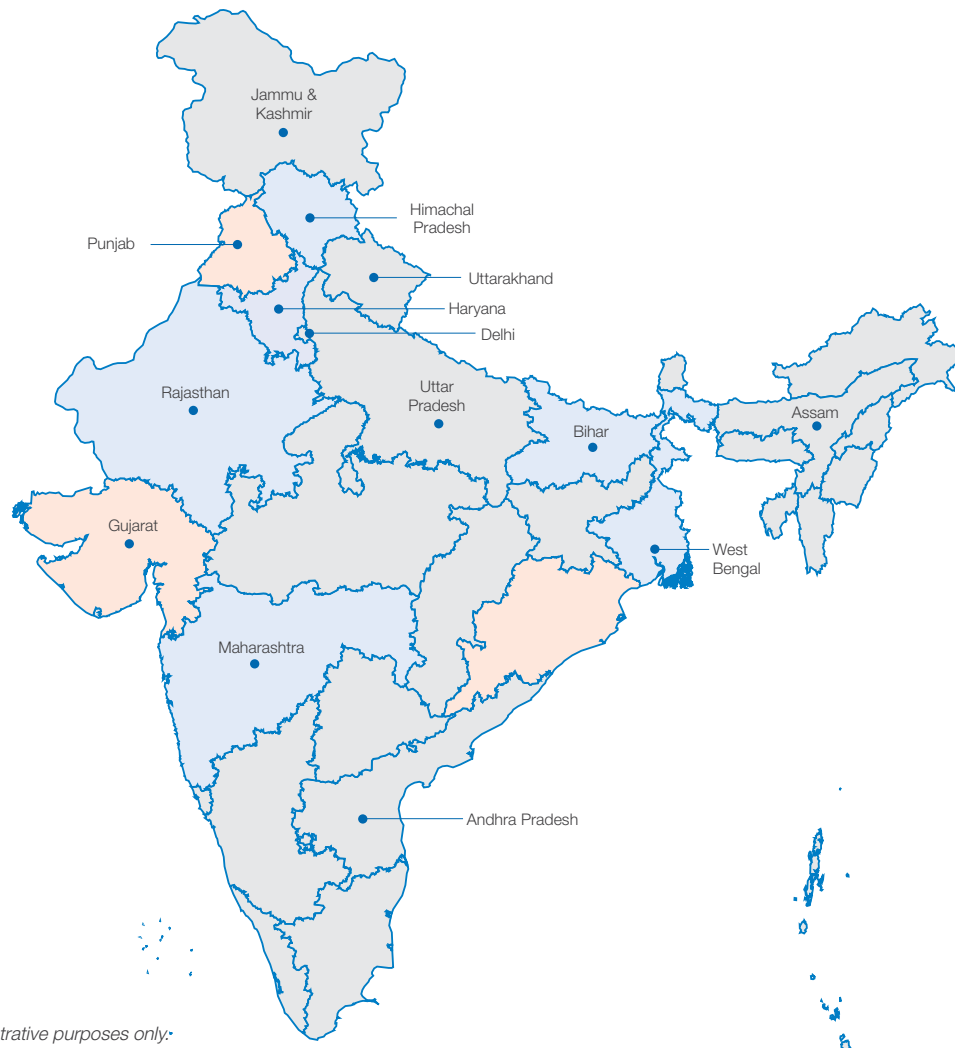 Jammu &
Kashmir
Himachal
Pradesh
Punjab
Uttarakhand
Haryana
Delhi
Rajasthan
Uttar
Pradesh
Assam
Bihar
Gujarat
West
Bengal
Maharashtra
Andhra Pradesh
trative purposes only.